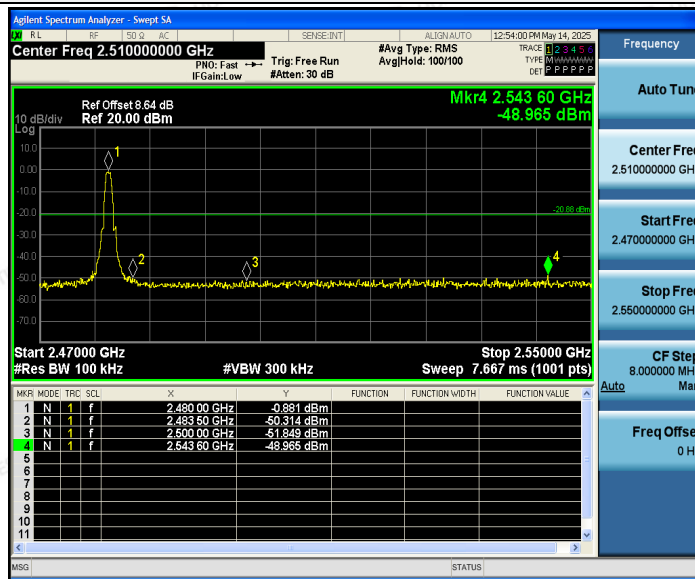 Agilent Spectrum Analyzer - Swept SA
RL RF 50 Ω AC SENSE:INT ALIGN AUTO 12:54:00 PM May 14, 2025
Center Freq 2.510000000 GHz
PNO: Fast
IFGain:Low
Trig: Free Run
#Atten: 30 dB
#Avg Type: RMS
Avg|Hold: 100/100
TRACE 1 2 3 4 5 6
TYPE M
DET P P P P P P
Ref Offset 8.64 dB
Ref 20.00 dBm
10 dB/div
Log
Mkr4 2.543 60 GHz
-48.965 dBm
10.0
0.00
-10.0
-20.0
-30.0
-40.0
-50.0
-60.0
-70.0
-20.88 dBm
1
2
3
4
Start 2.47000 GHz Stop 2.55000 GHz
#Res BW 100 kHz #VBW 300 kHz Sweep 7.667 ms (1001 pts)
MKR MODE TRC SCL X Y FUNCTION FUNCTION WIDTH FUNCTION VALUE
1 N 1 f 2.480 00 GHz -0.881 dBm
2 N 1 f 2.483 50 GHz -50.314 dBm
3 N 1 f 2.500 00 GHz -51.849 dBm
4 N 1 f 2.543 60 GHz -48.965 dBm
5
6
7
8
9
10
11
MSG STATUS
Frequency
Auto Tun
Center Fre
2.510000000 GH
Start Fre
2.470000000 GH
Stop Fre
2.550000000 GH
CF Step
8.000000 MH
Auto Ma
Freq Offse
0 H